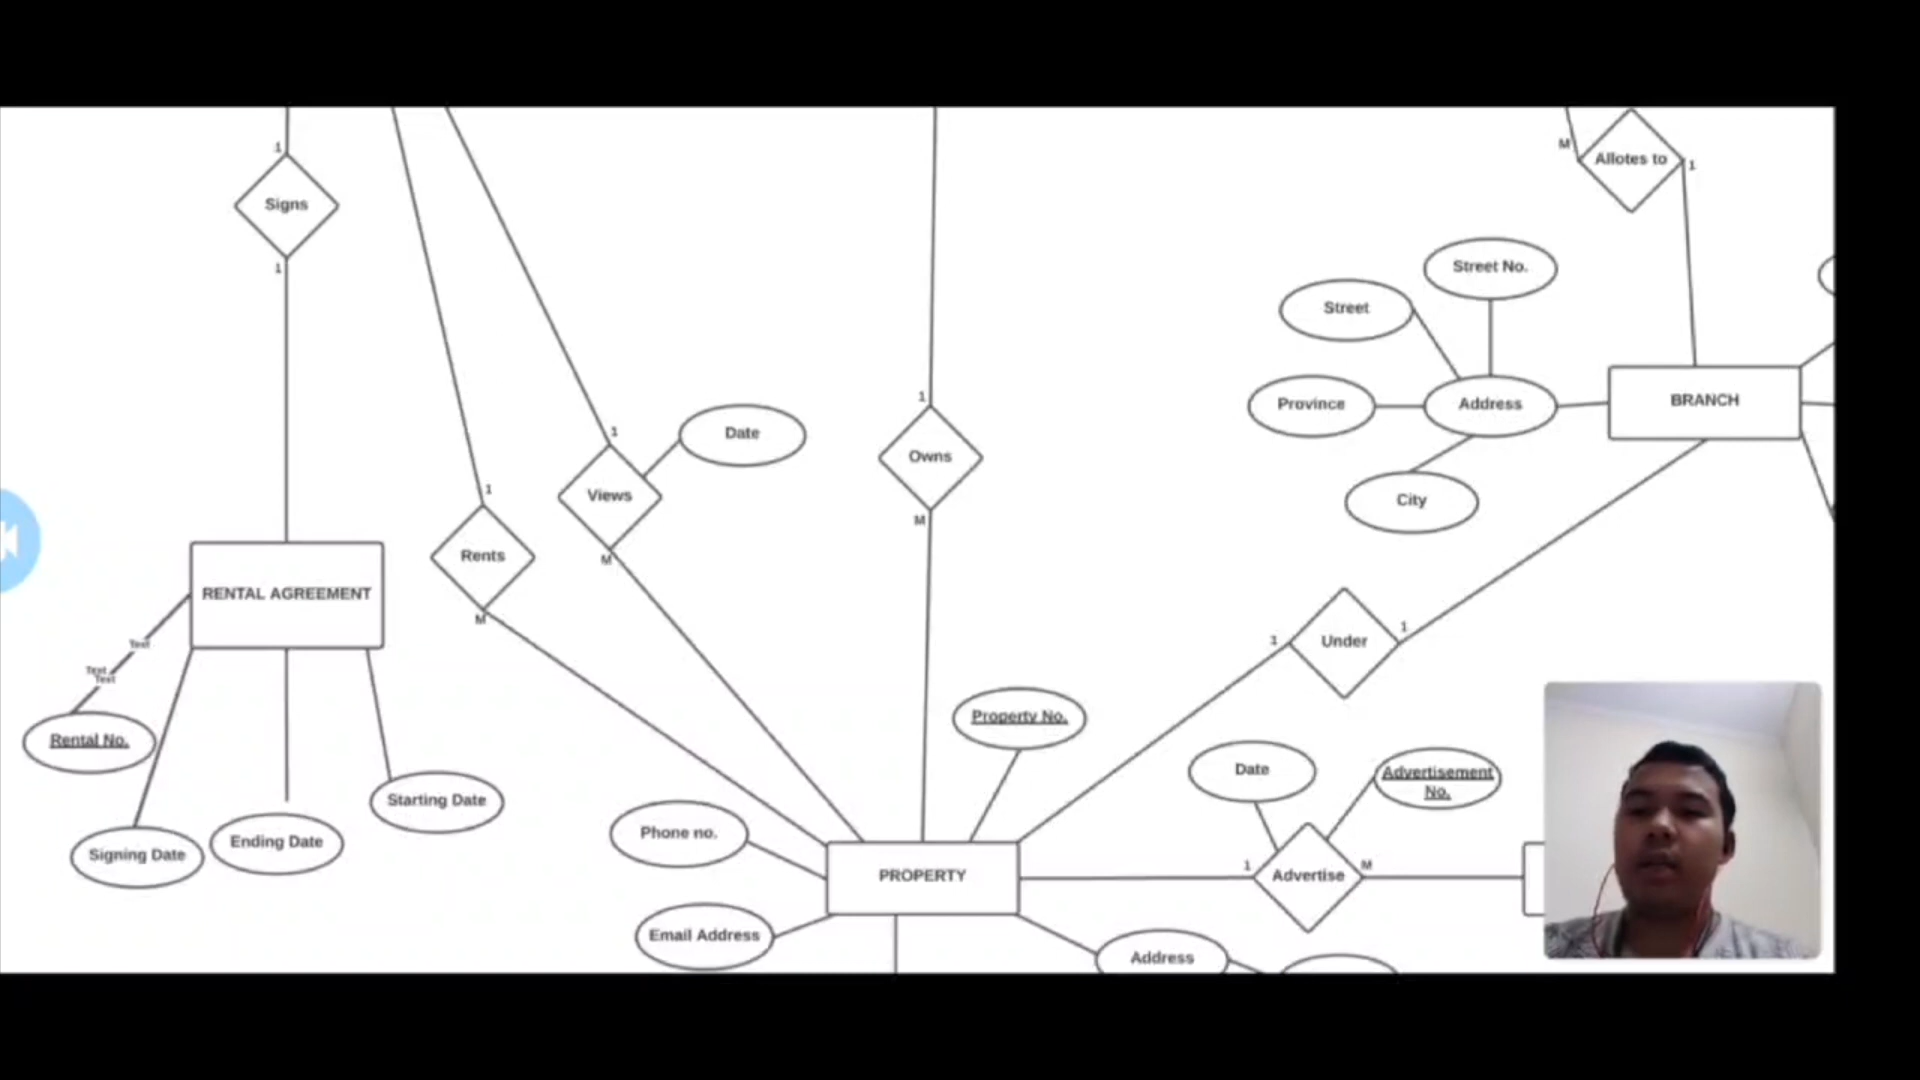 1
Signs
1
M
Allotes to
1
Street No.
Street
Province
Address
BRANCH
City
1
Owns
M
1
Date
Views
M
1
Rents
M
RENTAL AGREEMENT
Text
Text
Text
Rental No.
Signing Date
Ending Date
Starting Date
1
Under
1
Property No.
Date
Advertisement
No.
Phone no.
PROPERTY
1
Advertise
M
Email Address
Address